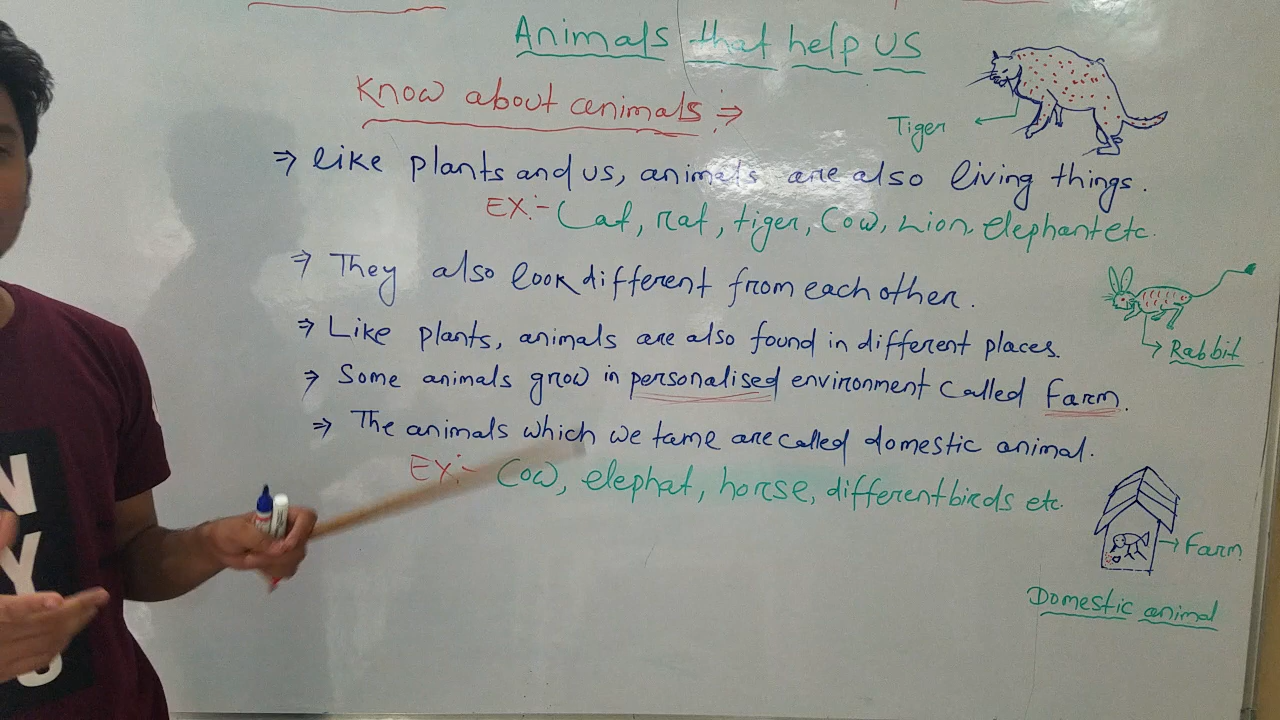 Animals that help us
Know about animals :⇒
Tiger
⇒ like plants and us, animals are also living things.
EX:- Cat, rat, tiger, Cow, Lion, elephant etc.
⇒ They also look different from each other.
⇒ Like plants, animals are also found in different places.
Rabbit
⇒ Some animals grow in personalised environment called Farm.
⇒ The animals which we tame are called domestic animal.
EX:- Cow, elephat, horse, different birds etc.
Farm
Domestic animal
N
Y